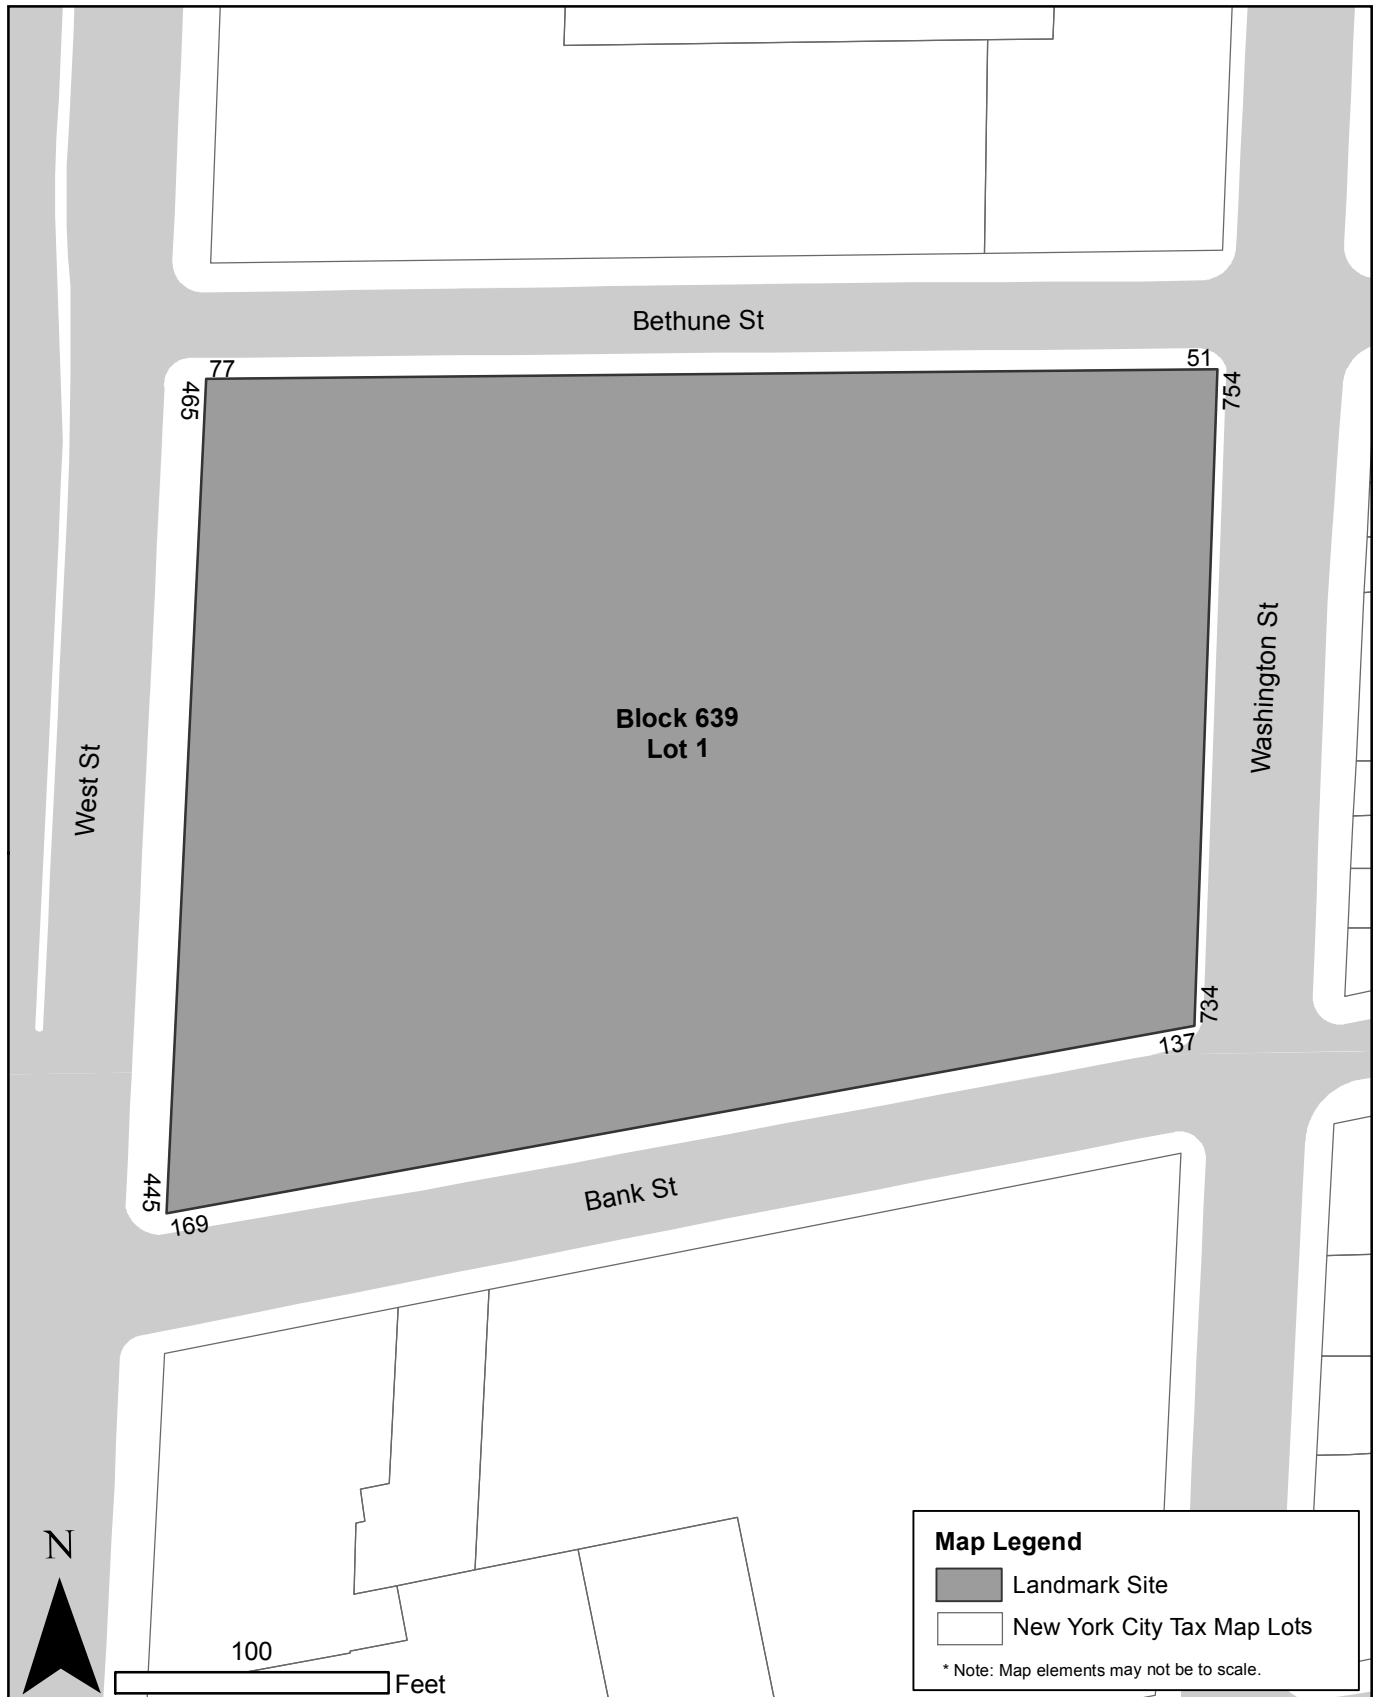 Bethune St
77
51
465
754
Block 639
Lot 1
Washington St
West St
734
137
445
169
Bank St
N
100
Feet
Map Legend
Landmark Site
New York City Tax Map Lots
* Note: Map elements may not be to scale.